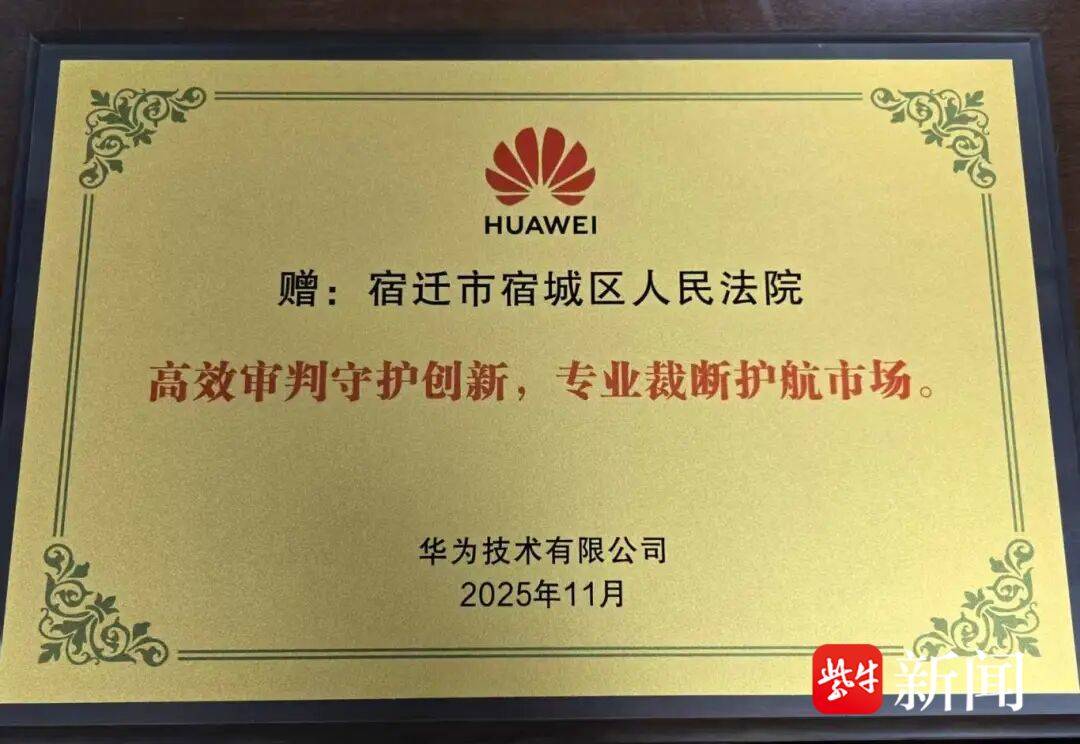 HUAWEI
赠：宿迁市宿城区人民法院
高效审判守护创新，专业裁断护航市场。
华为技术有限公司
2025年11月
紫牛 新闻